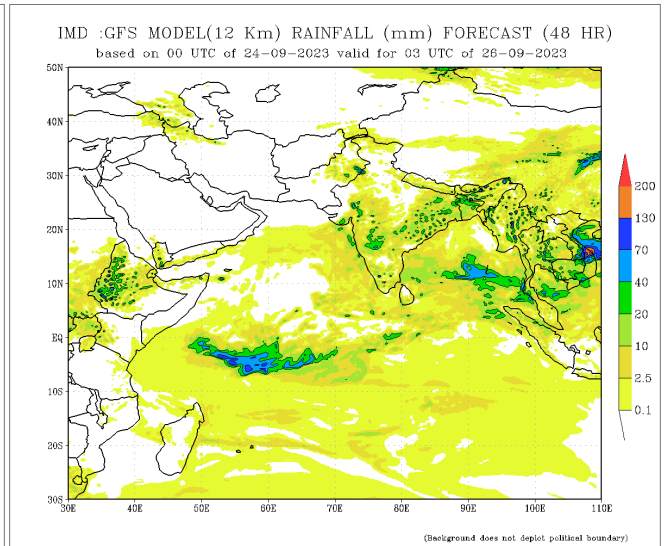 IMD :GFS MODEL(12 Km) RAINFALL (mm) FORECAST (48 HR)
based on 00 UTC of 24-09-2023 valid for 03 UTC of 26-09-2023
50N
40N
30N
20N
10N
EQ
10S
20S
30S
30E
40E
50E
60E
70E
80E
90E
100E
110E
200
130
70
40
20
10
2.5
0.1
(Background does not depict political boundary)